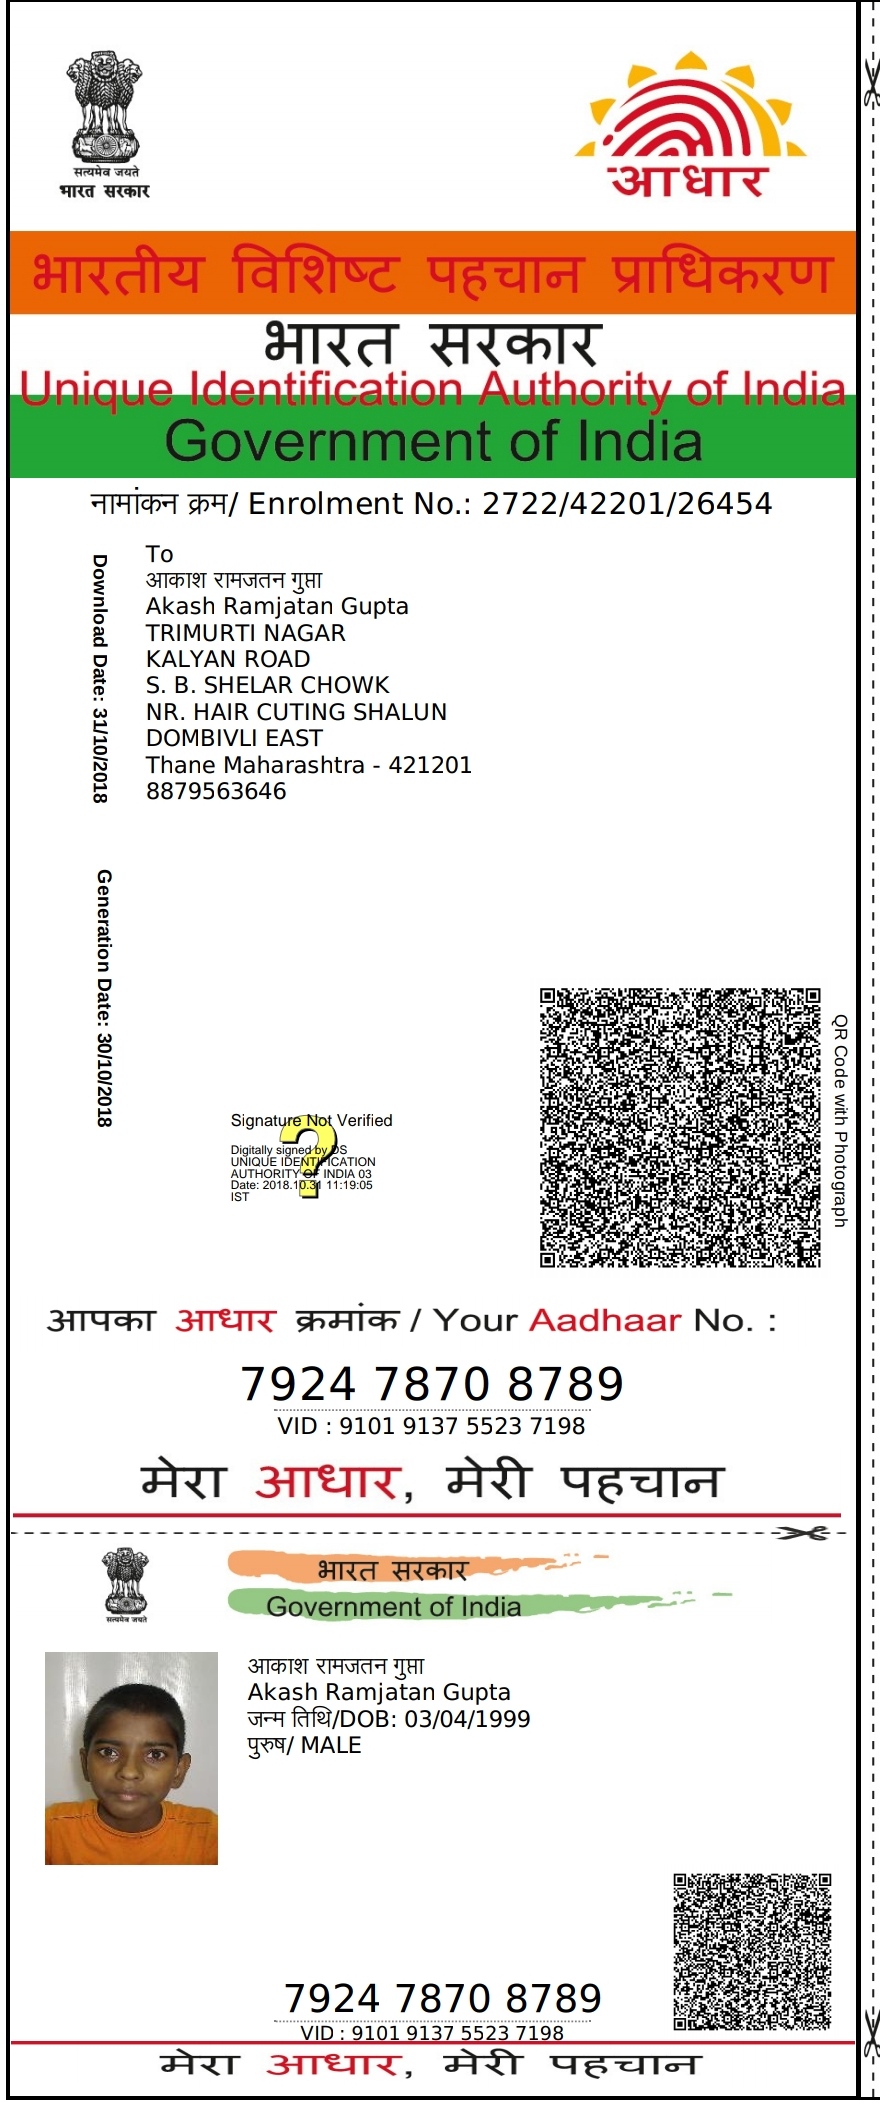 सत्यमेव जयते
भारत सरकार
आधार
भारतीय विशिष्ट पहचान प्राधिकरण
भारत सरकार
Unique Identification Authority of India
Government of India
नामांकन क्रम/ Enrolment No.: 2722/42201/26454
Download Date: 31/10/2018
To
आकाश रामजतन गुप्ता
Akash Ramjatan Gupta
TRIMURTI NAGAR
KALYAN ROAD
S. B. SHELAR CHOWK
NR. HAIR CUTING SHALUN
DOMBIVLI EAST
Thane Maharashtra - 421201
8879563646
Generation Date: 30/10/2018
QR Code with Photograph
Signature Not Verified
Digitally signed by DS
UNIQUE IDENTIFICATION
AUTHORITY OF INDIA 03
Date: 2018.10.31 11:19:05
IST
आपका आधार क्रमांक / Your Aadhaar No. :
7924 7870 8789
VID : 9101 9137 5523 7198
मेरा आधार, मेरी पहचान
सत्यमेव जयते
भारत सरकार
Government of India
आकाश रामजतन गुप्ता
Akash Ramjatan Gupta
जन्म तिथि/DOB: 03/04/1999
पुरुष/ MALE
7924 7870 8789
VID : 9101 9137 5523 7198
मेरा आधार, मेरी पहचान